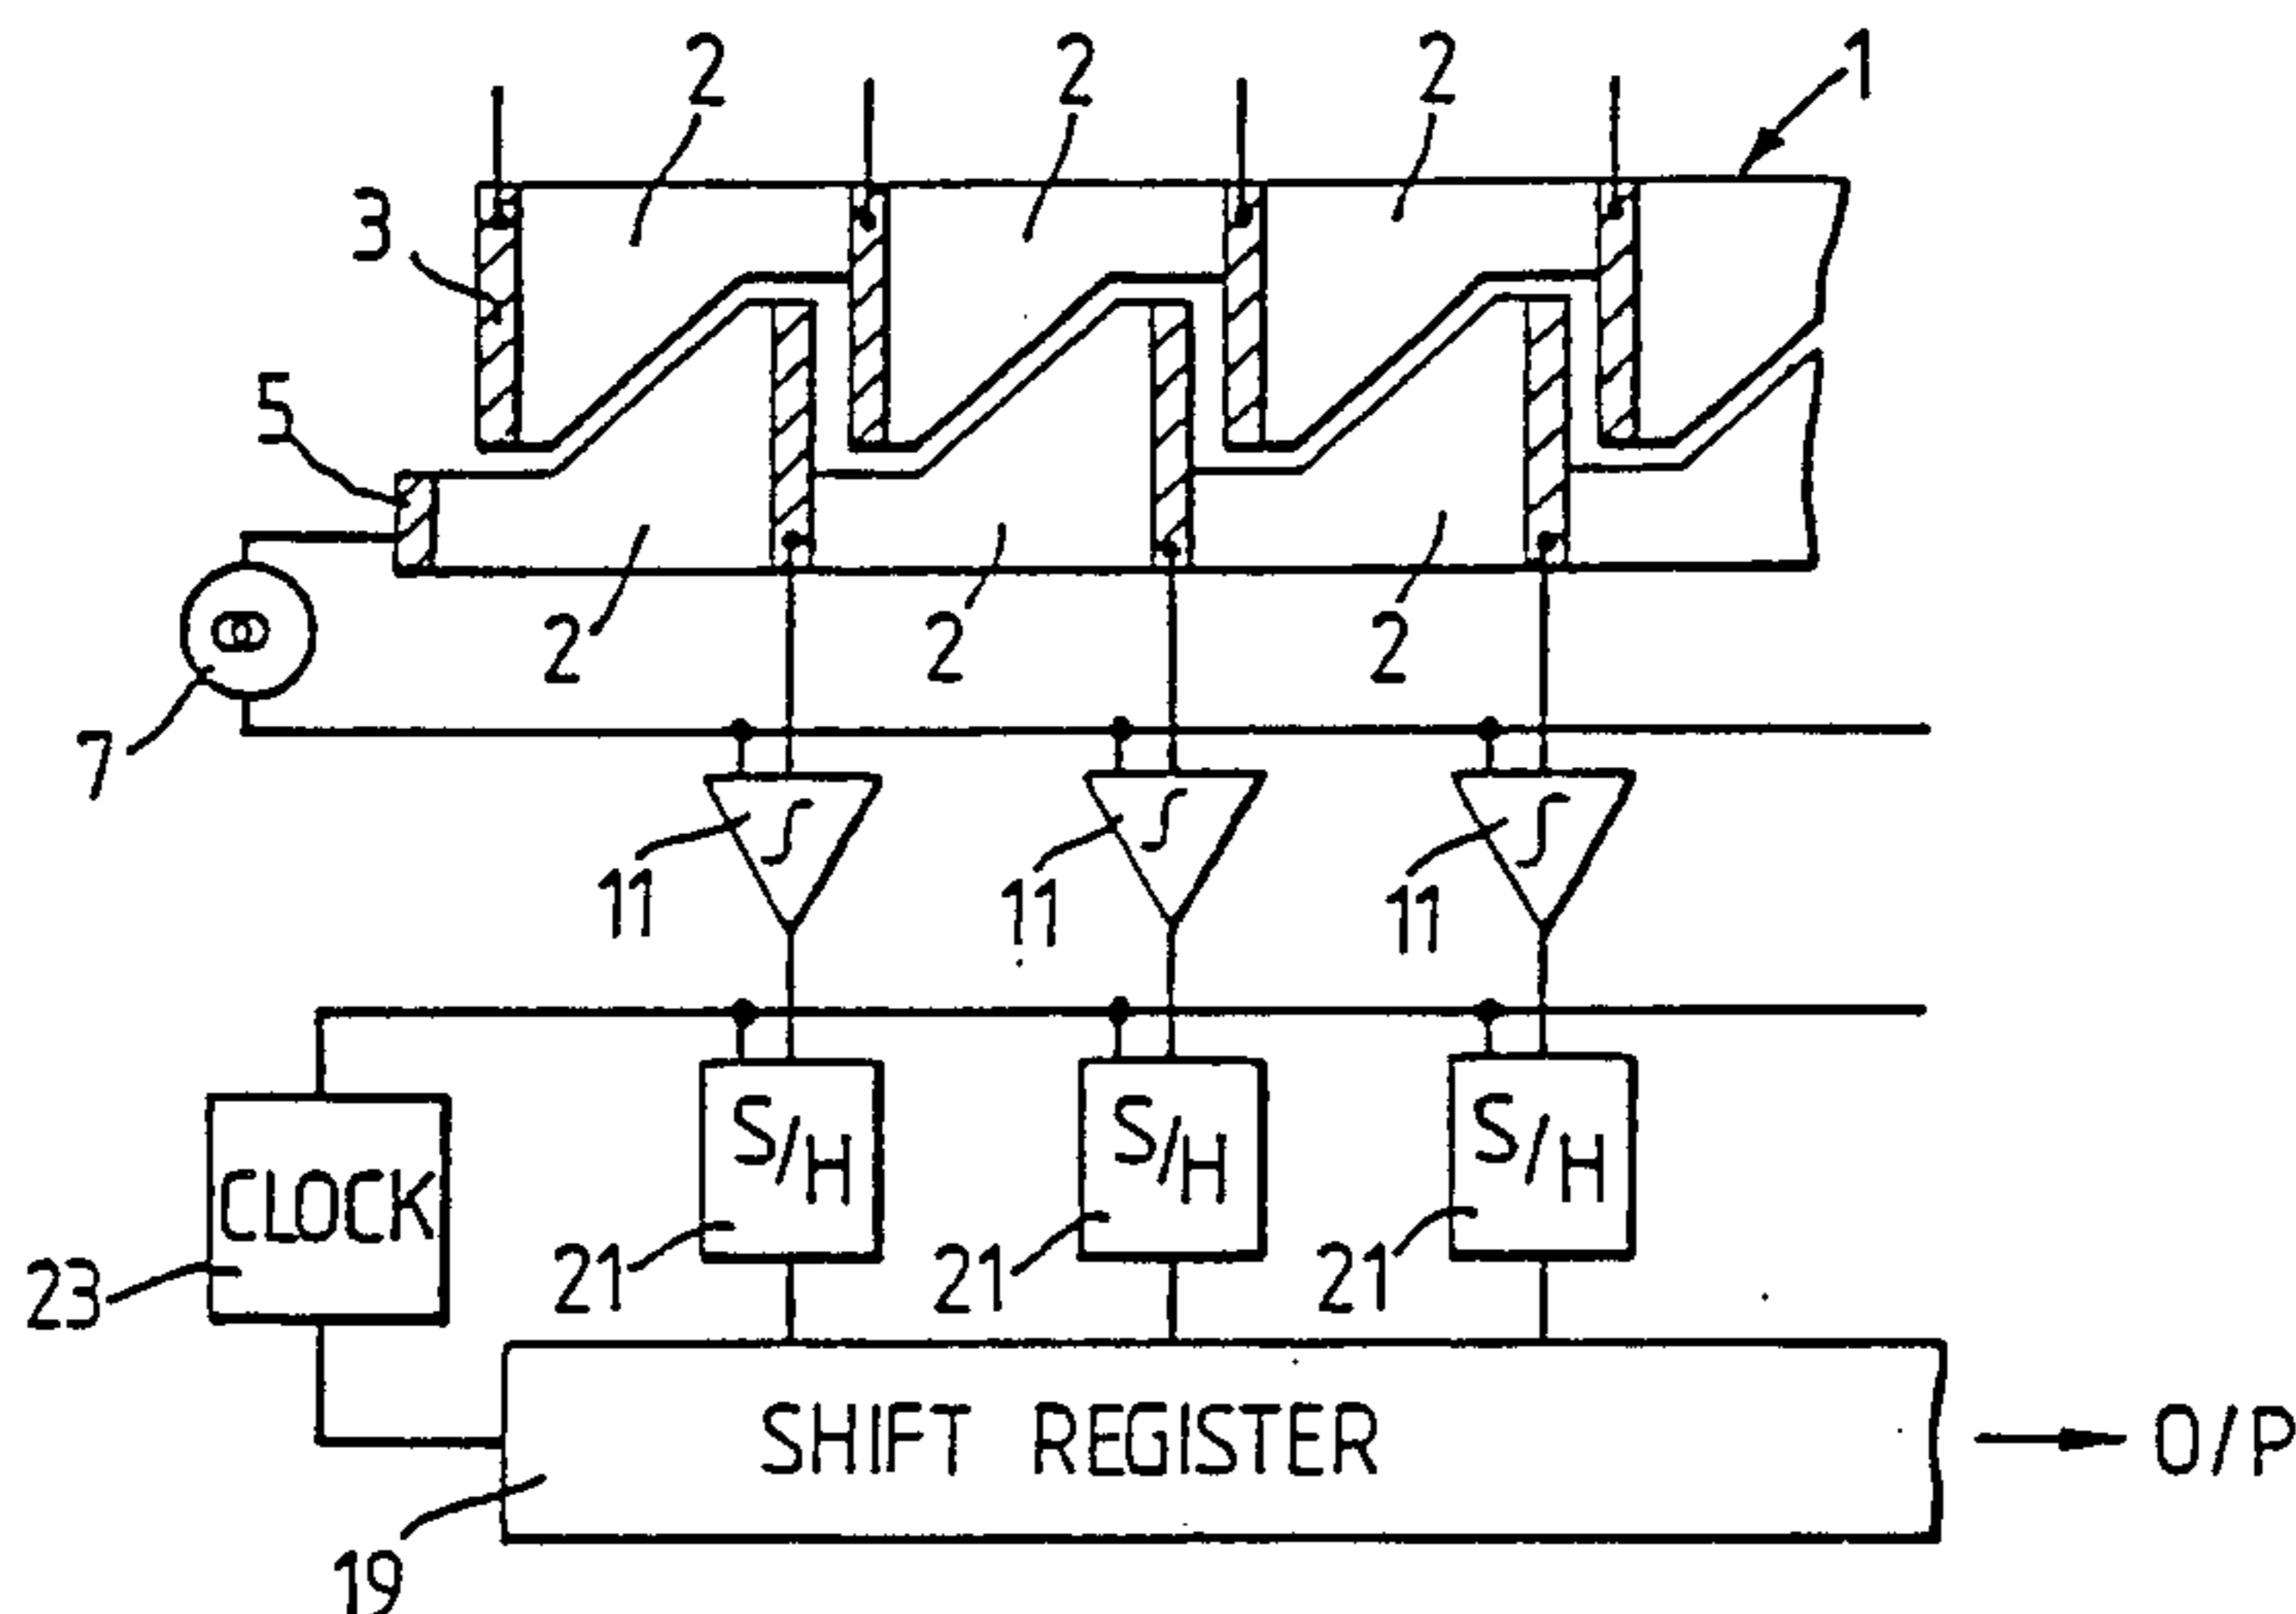 2 2 2 1
3
5
2 2 2
7
∫ ∫ ∫
11 11 11
S/H S/H S/H
CLOCK
23 21 21 21
SHIFT REGISTER O/P
19